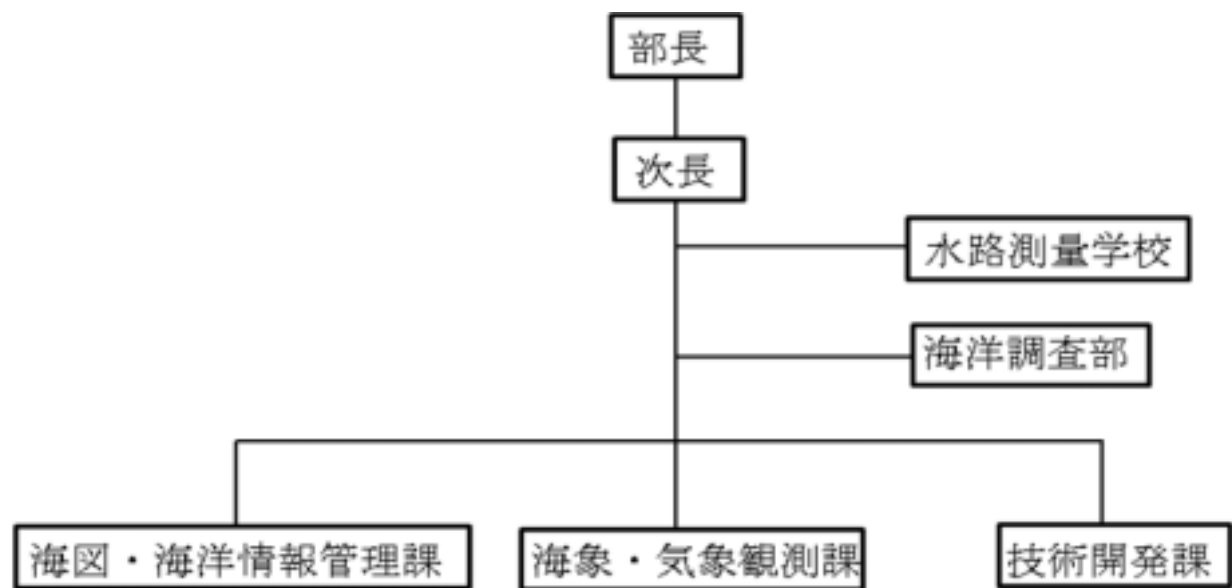 部長
次長
水路測量学校
海洋調査部
海図・海洋情報管理課
海象・気象観測課
技術開発課